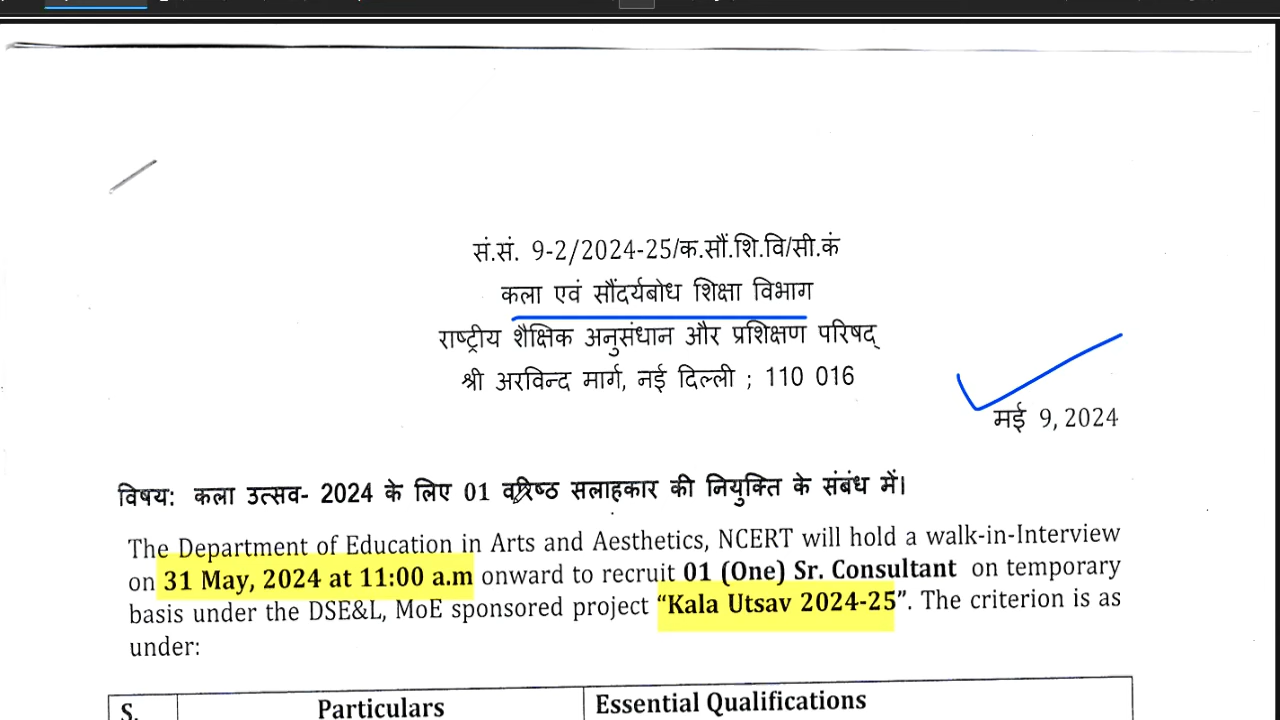 सं.सं. 9-2/2024-25/क.सौं.शि.वि/सी.कं
कला एवं सौंदर्यबोध शिक्षा विभाग
राष्ट्रीय शैक्षिक अनुसंधान और प्रशिक्षण परिषद्
श्री अरविन्द मार्ग, नई दिल्ली ; 110 016
मई 9, 2024
विषय: कला उत्सव- 2024 के लिए 01 वरिष्ठ सलाहकार की नियुक्ति के संबंध में।
The Department of Education in Arts and Aesthetics, NCERT will hold a walk-in-Interview
on 31 May, 2024 at 11:00 a.m onward to recruit 01 (One) Sr. Consultant on temporary
basis under the DSE&L, MoE sponsored project “Kala Utsav 2024-25”. The criterion is as
under:
S. Particulars Essential Qualifications